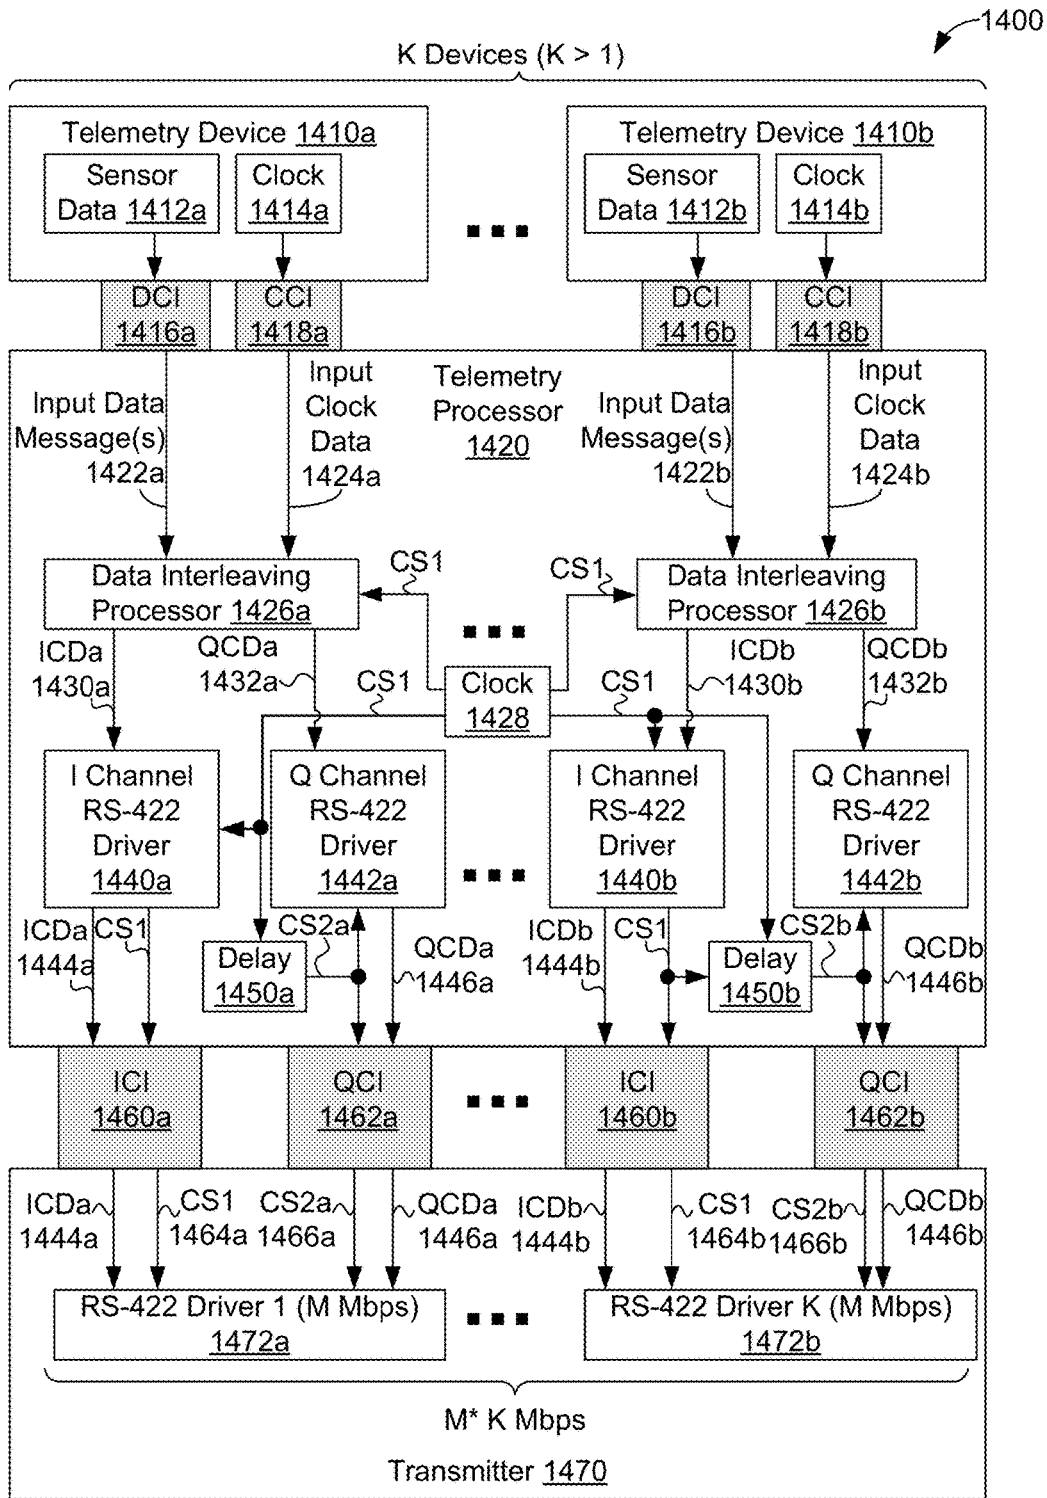 1400
K Devices (K > 1)
Telemetry Device 1410a
Sensor
Data 1412a
Clock
1414a
Telemetry Device 1410b
Sensor
Data 1412b
Clock
1414b
DCI
1416a
CCI
1418a
DCI
1416b
CCI
1418b
Input Data
Message(s)
1422a
Input
Clock
Data
1424a
Telemetry
Processor
1420
Input Data
Message(s)
1422b
Input
Clock
Data
1424b
Data Interleaving
Processor 1426a
CS1
CS1
Data Interleaving
Processor 1426b
ICDa
1430a
QCDa
1432a
CS1
Clock
1428
CS1
ICDb
1430b
QCDb
1432b
I Channel
RS-422
Driver
1440a
Q Channel
RS-422
Driver
1442a
I Channel
RS-422
Driver
1440b
Q Channel
RS-422
Driver
1442b
ICDa
1444a
CS1
Delay
1450a
CS2a
QCDa
1446a
ICDb
1444b
CS1
Delay
1450b
CS2b
QCDb
1446b
ICI
1460a
QCI
1462a
ICI
1460b
QCI
1462b
ICDa
1444a
CS1
1464a
CS2a
1466a
QCDa
1446a
ICDb
1444b
CS1
1464b
CS2b
1466b
QCDb
1446b
RS-422 Driver 1 (M Mbps)
1472a
RS-422 Driver K (M Mbps)
1472b
M* K Mbps
Transmitter 1470